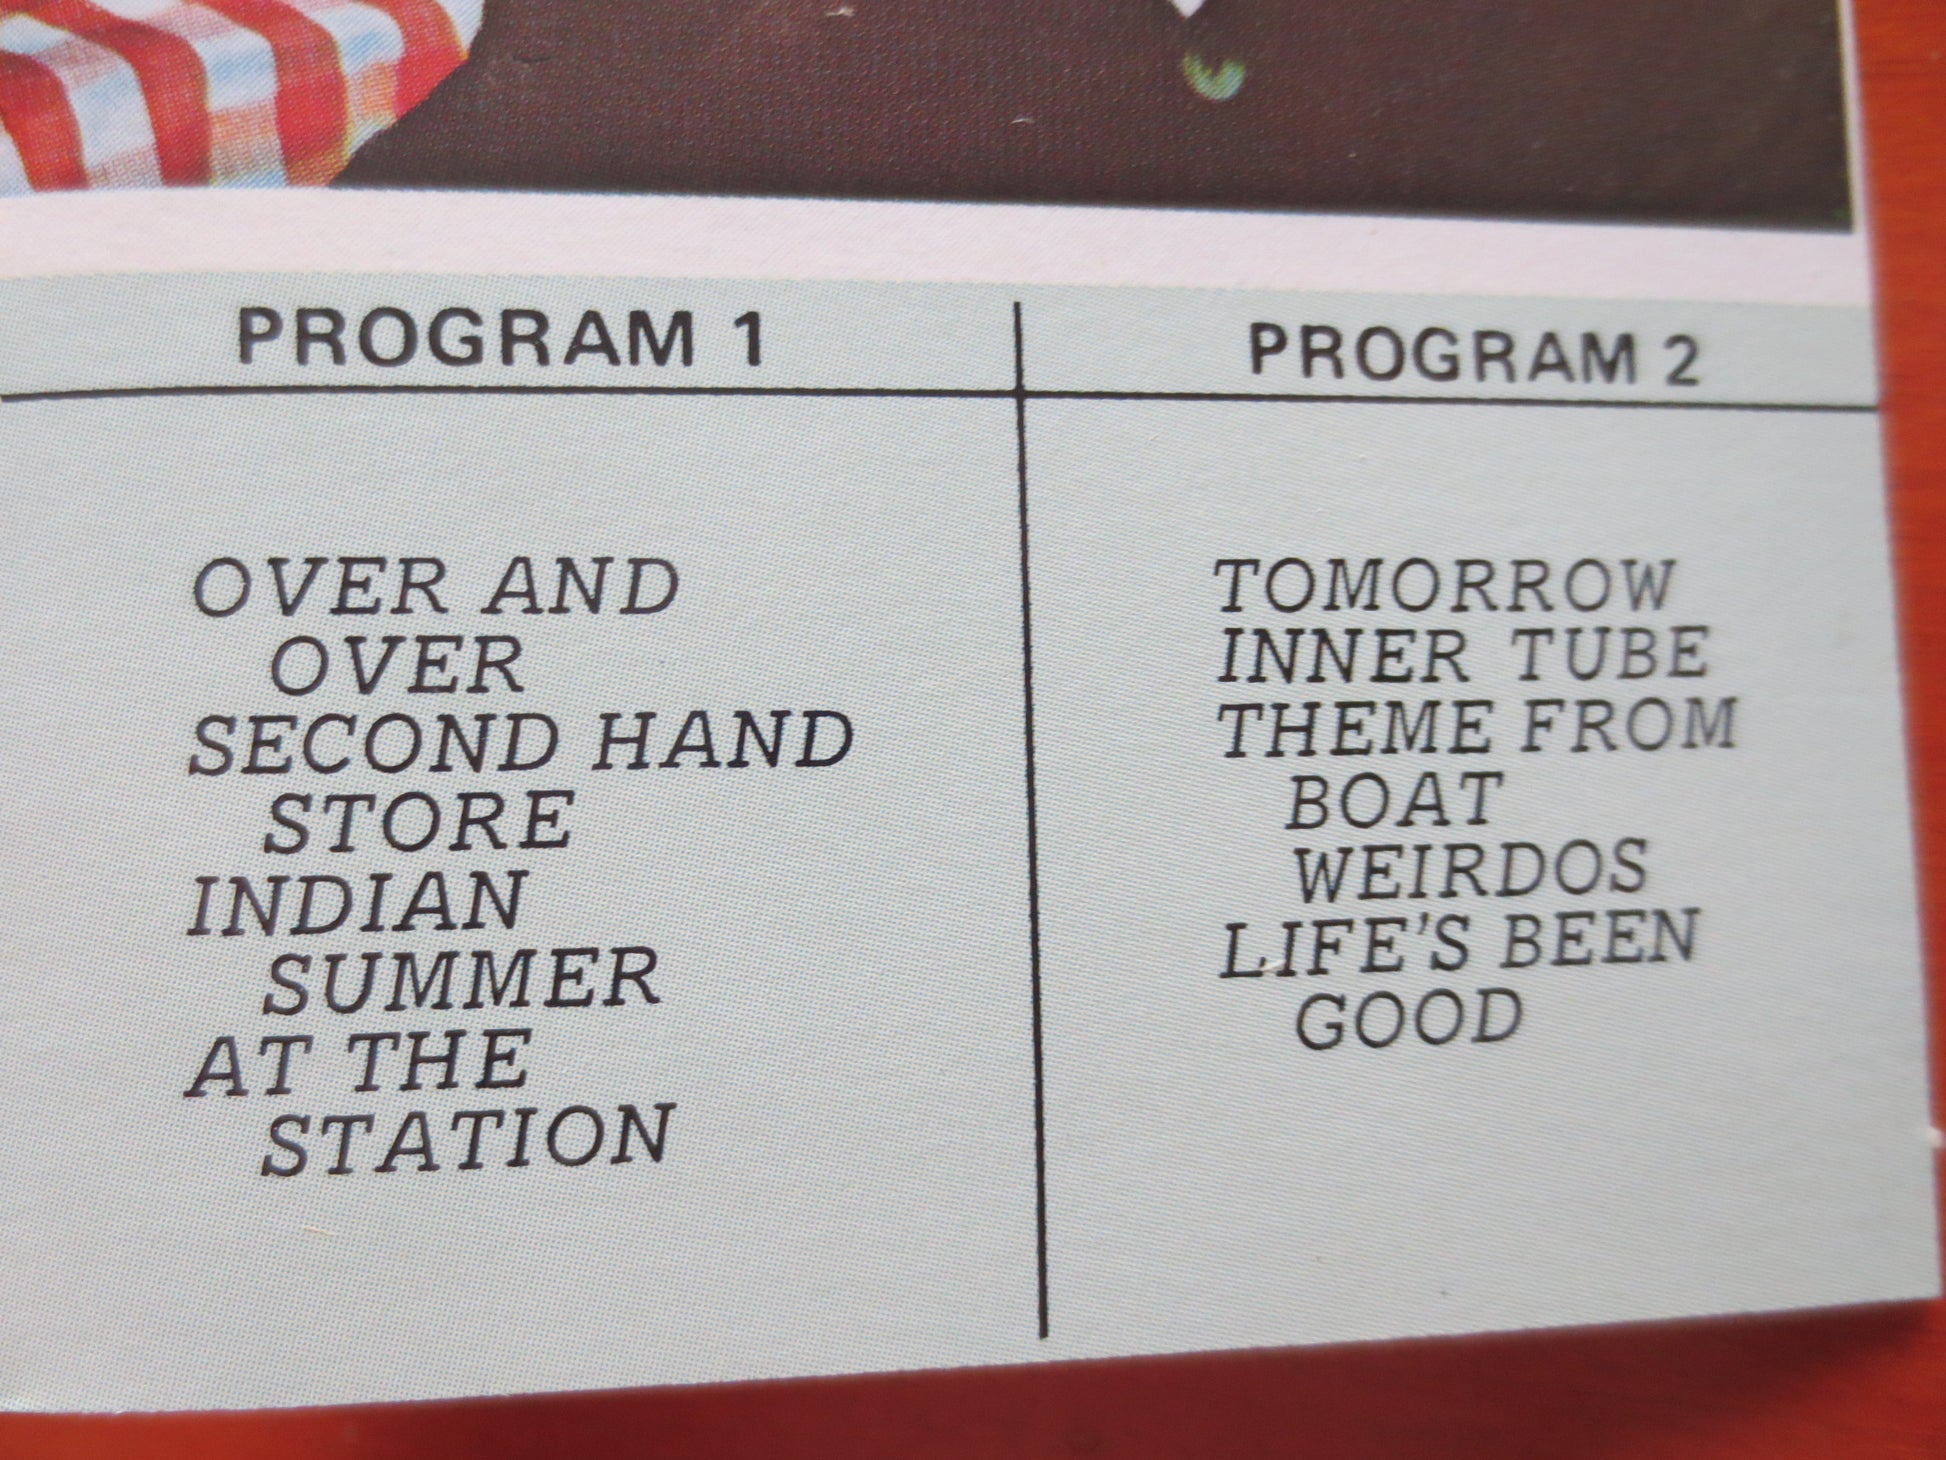 PROGRAM 1
OVER AND
OVER
SECOND HAND
STORE
INDIAN
SUMMER
AT THE
STATION
PROGRAM 2
TOMORROW
INNER TUBE
THEME FROM
BOAT
WEIRDOS
LIFE'S BEEN
GOOD